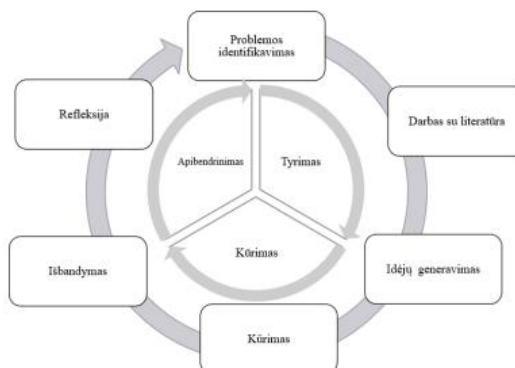 Problemos
identifikavimas
Refleksija
Darbas su literatūra
Apibendrinimas
Tyrimas
Kūrimas
Išbandymas
Idėjų generavimas
Kūrimas